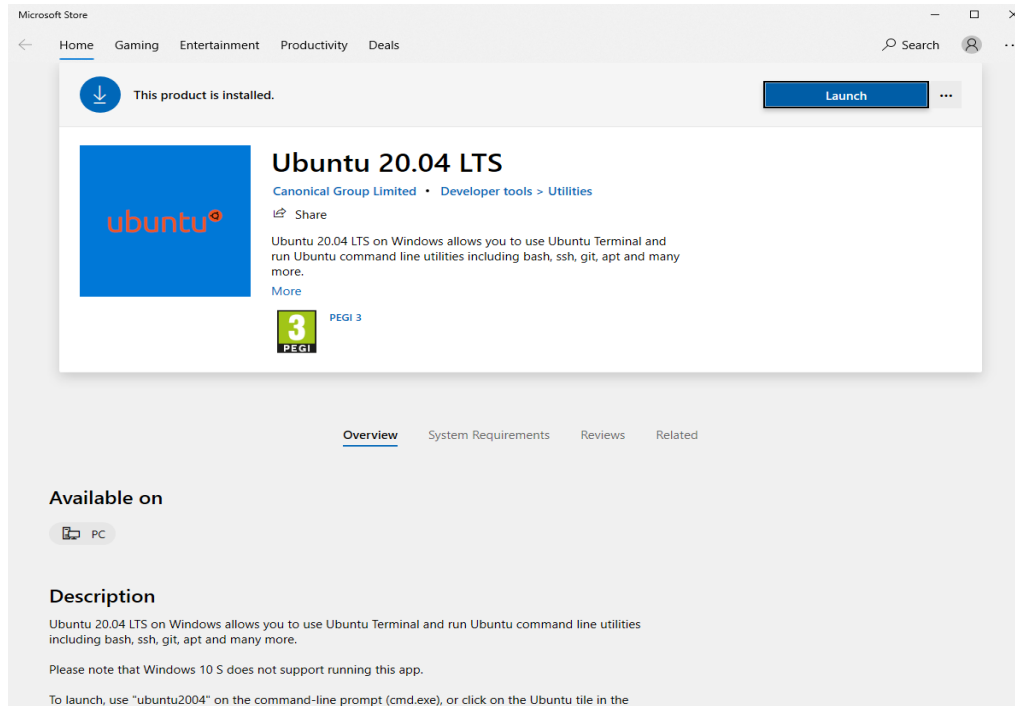 Microsoft Store
Home Gaming Entertainment Productivity Deals Search
This product is installed.
Launch
ubuntu
Ubuntu 20.04 LTS
Canonical Group Limited • Developer tools > Utilities
Share
Ubuntu 20.04 LTS on Windows allows you to use Ubuntu Terminal and
run Ubuntu command line utilities including bash, ssh, git, apt and many
more.
More
3
PEGI
PEGI 3
Overview System Requirements Reviews Related
Available on
PC
Description
Ubuntu 20.04 LTS on Windows allows you to use Ubuntu Terminal and run Ubuntu command line utilities
including bash, ssh, git, apt and many more.
Please note that Windows 10 S does not support running this app.
To launch, use "ubuntu2004" on the command-line prompt (cmd.exe), or click on the Ubuntu tile in the